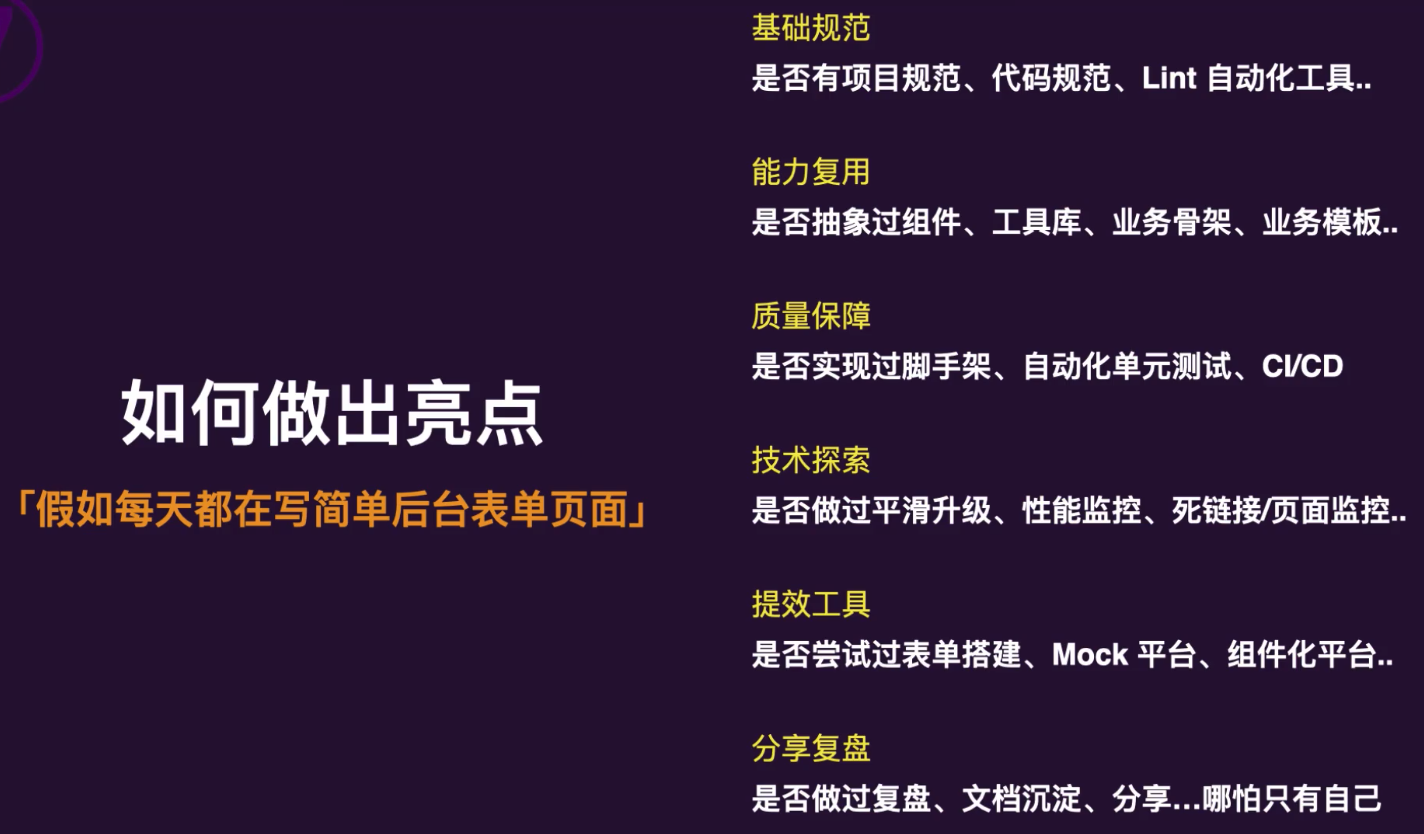 如何做出亮点
「假如每天都在写简单后台表单页面」
基础规范
是否有项目规范、代码规范、Lint 自动化工具..
能力复用
是否抽象过组件、工具库、业务骨架、业务模板..
质量保障
是否实现过脚手架、自动化单元测试、CI/CD
技术探索
是否做过平滑升级、性能监控、死链接/页面监控..
提效工具
是否尝试过表单搭建、Mock 平台、组件化平台..
分享复盘
是否做过复盘、文档沉淀、分享...哪怕只有自己